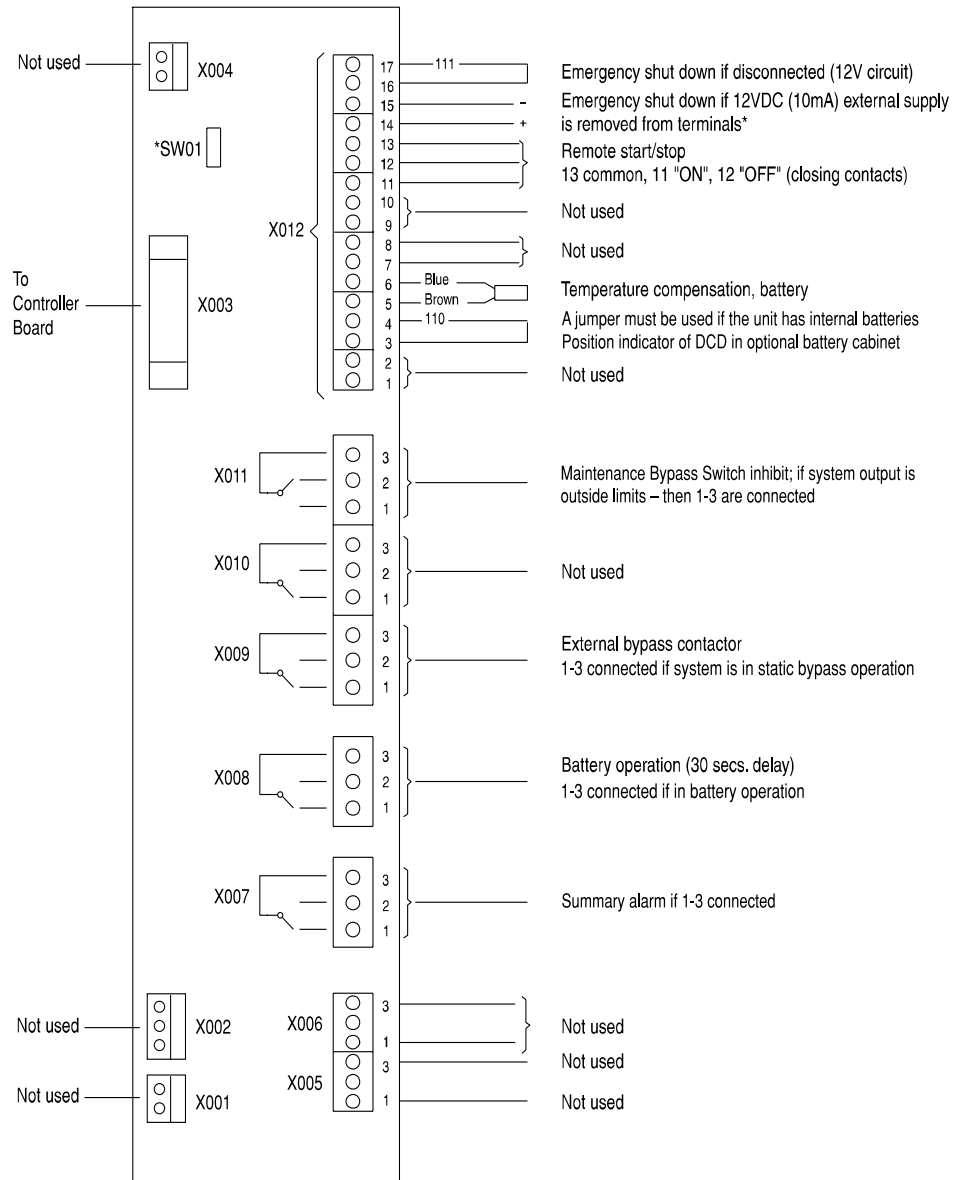 Not used
X004
*SW01
To
Controller
Board
X003
X012
17
16
15
14
13
12
11
10
9
8
7
6
5
4
3
2
1
111
Emergency shut down if disconnected (12V circuit)
–
+
Emergency shut down if 12VDC (10mA) external supply
is removed from terminals*
Remote start/stop
13 common, 11 "ON", 12 "OFF" (closing contacts)
Not used
Not used
Blue
Brown
Temperature compensation, battery
110
A jumper must be used if the unit has internal batteries
Position indicator of DCD in optional battery cabinet
Not used
X011
3
2
1
Maintenance Bypass Switch inhibit; if system output is
outside limits – then 1-3 are connected
X010
3
2
1
Not used
X009
3
2
1
External bypass contactor
1-3 connected if system is in static bypass operation
X008
3
2
1
Battery operation (30 secs. delay)
1-3 connected if in battery operation
X007
3
2
1
Summary alarm if 1-3 connected
Not used
X002
X006
3
1
Not used
X005
3
1
Not used
Not used
Not used
X001